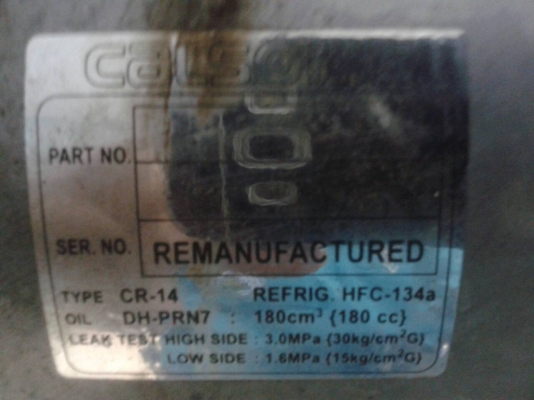 PART NO.
SER. NO. REMANUFACTURED
TYPE CR-14 REFRIG. HFC-134a
OIL DH-PRN7 : 180cm³ {180 cc}
LEAK TEST HIGH SIDE : 3.0MPa {30kg/cm²G}
LOW SIDE : 1.6MPa {15kg/cm²G}